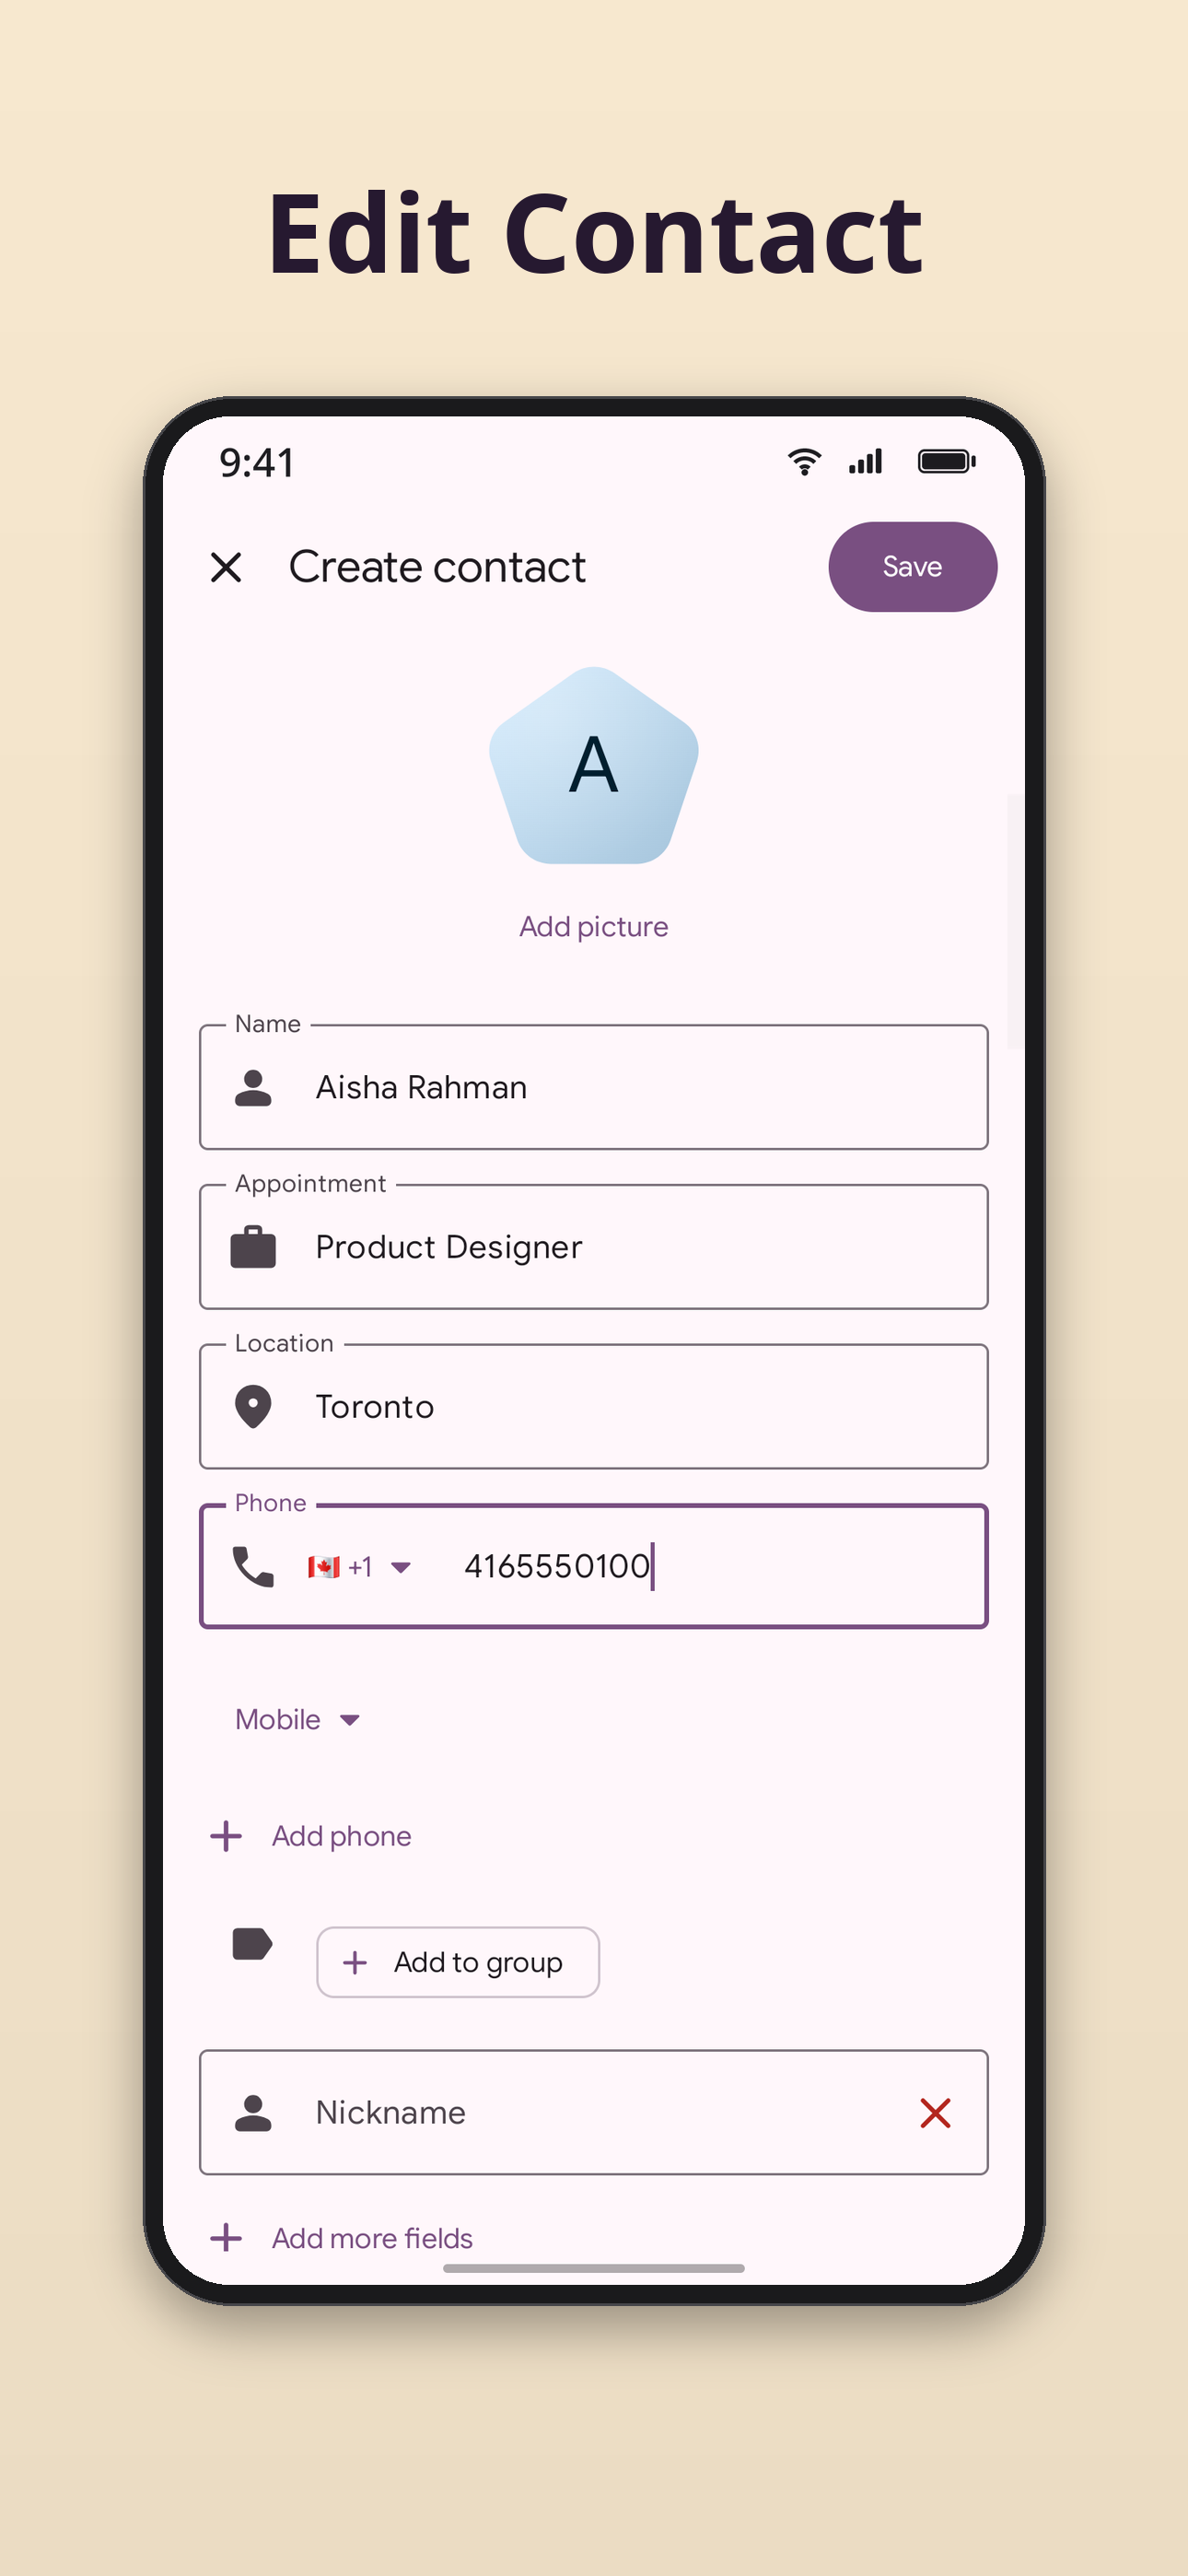 Edit Contact
9:41
Create contact
Save
A
Add picture
Name
Aisha Rahman
Appointment
Product Designer
Location
Toronto
Phone
🇨🇦 +1 4165550100
Mobile
Add phone
Add to group
Nickname
Add more fields